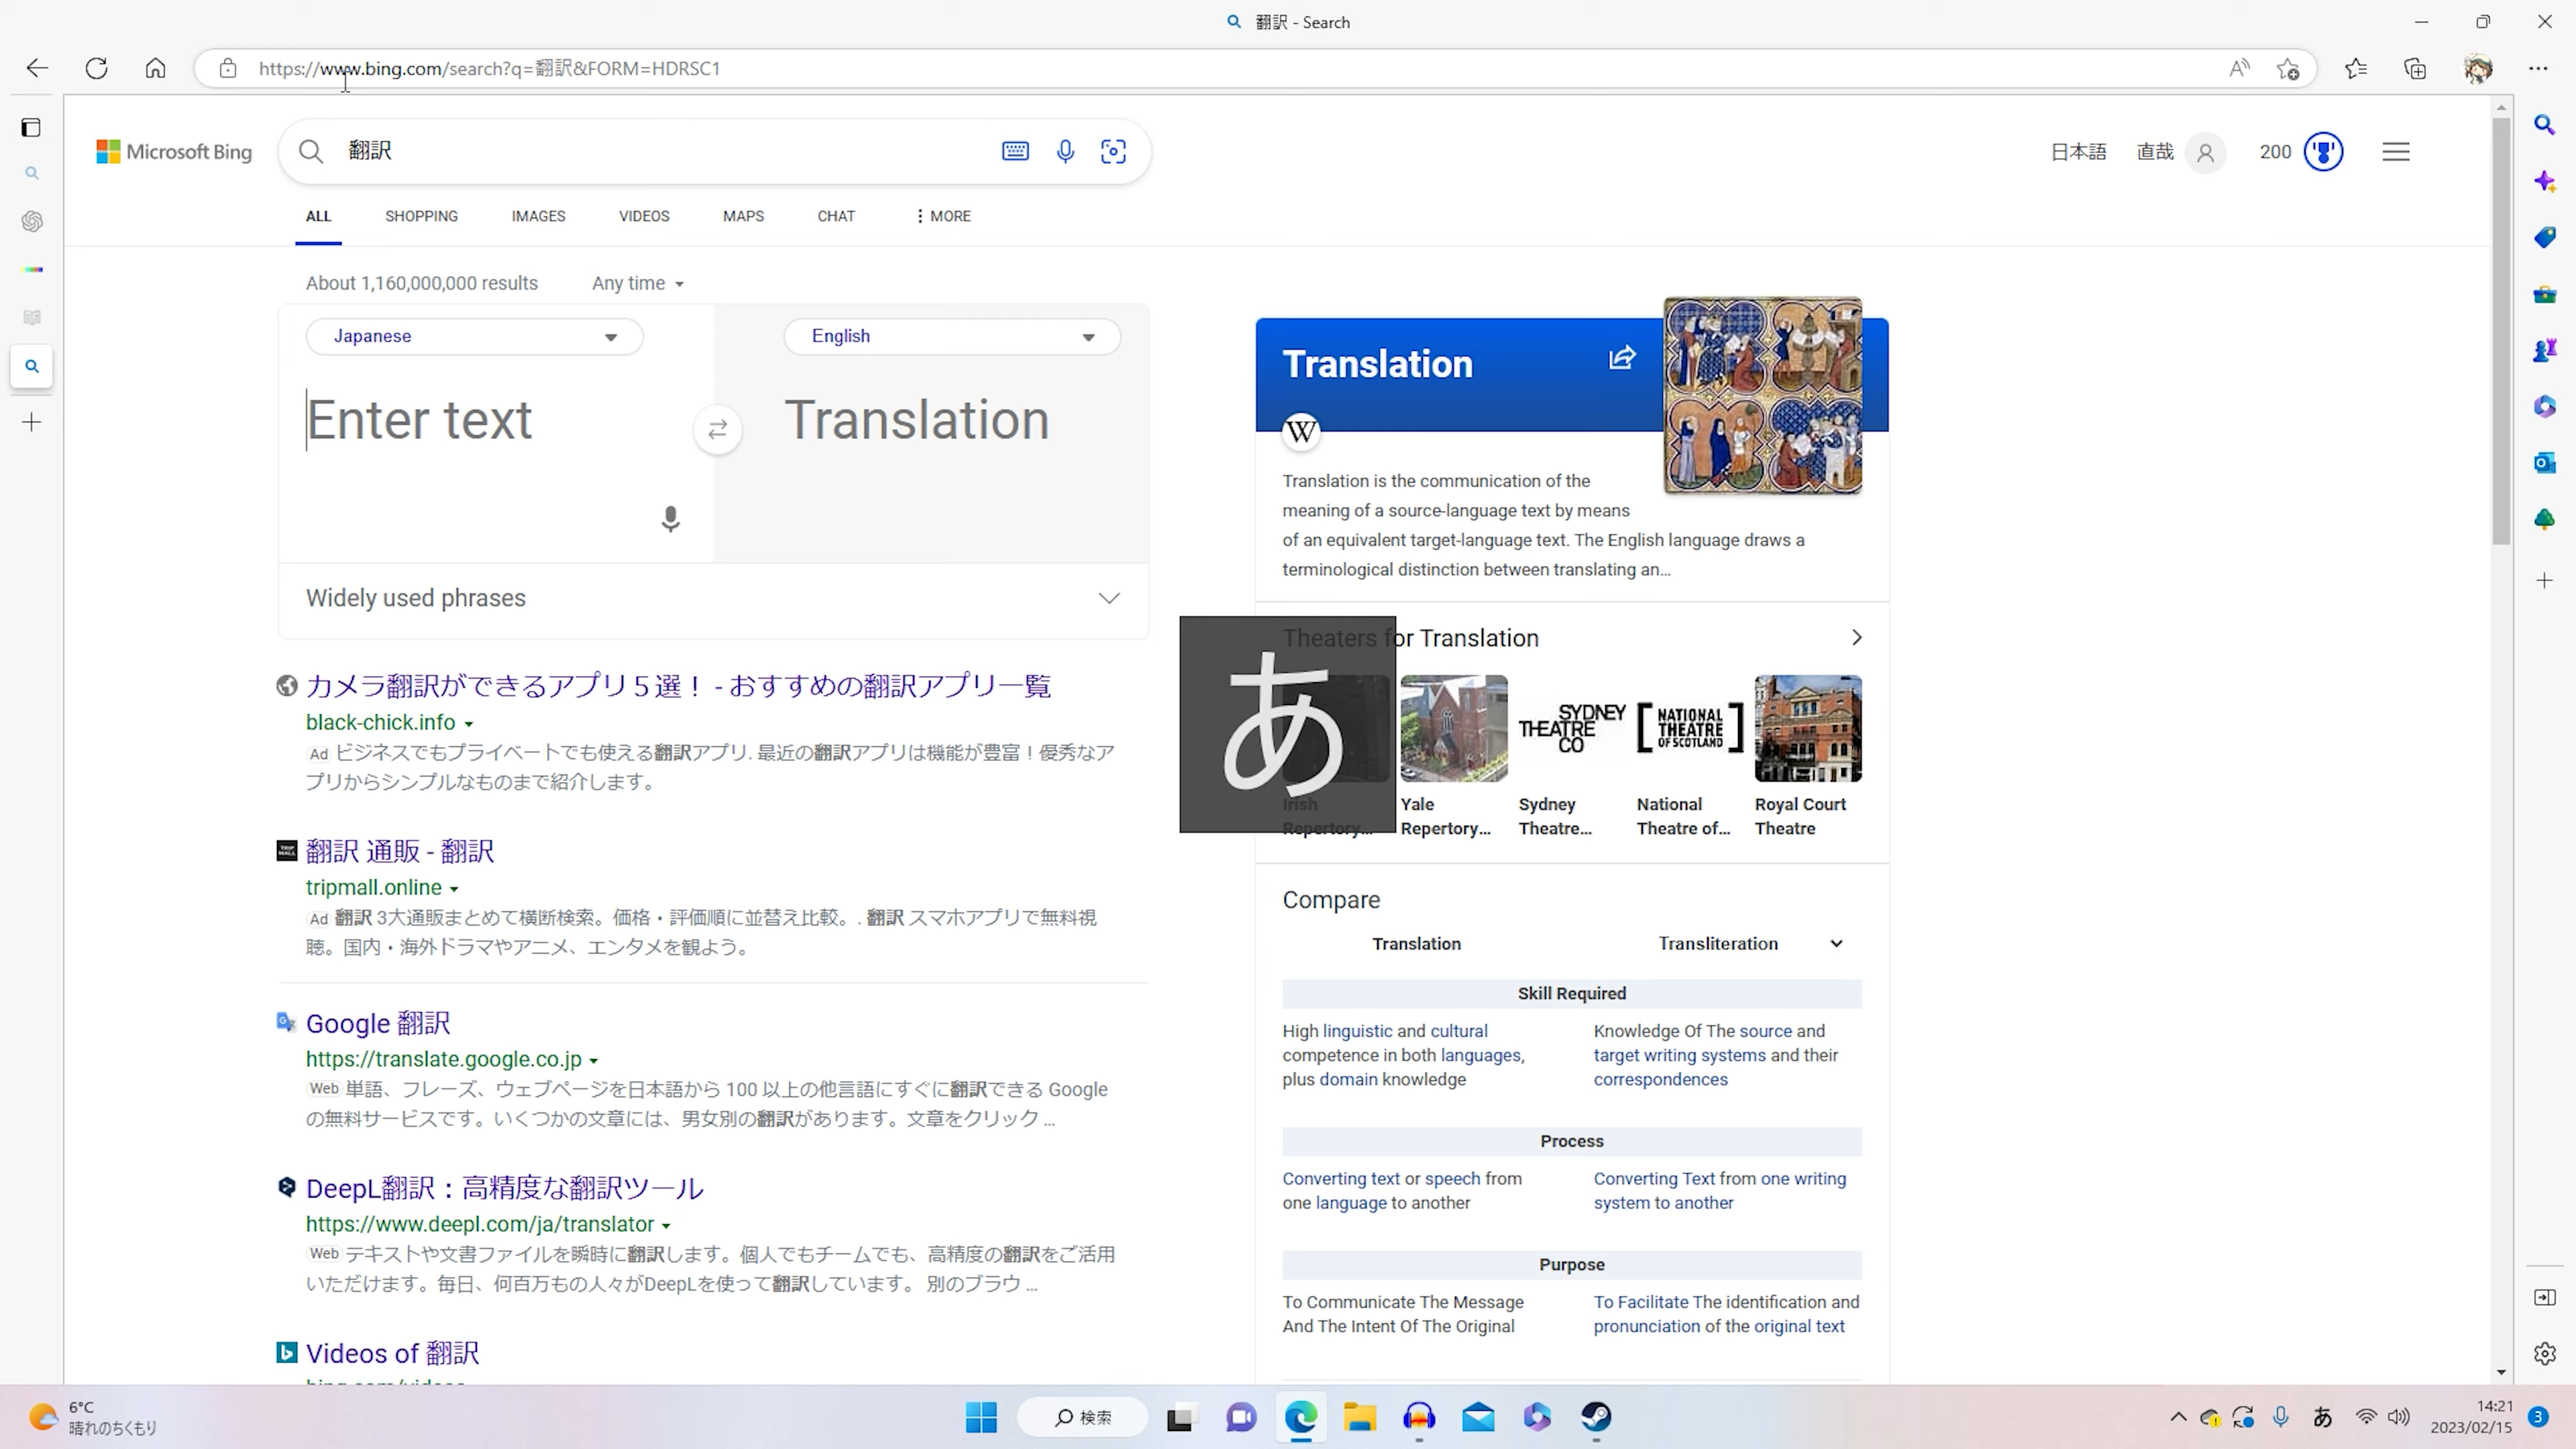 翻訳 - Search
https://www.bing.com/search?q=翻訳&FORM=HDRSC1
Microsoft Bing
翻訳
日本語
直哉
200
ALL
SHOPPING
IMAGES
VIDEOS
MAPS
CHAT
MORE
About 1,160,000,000 results
Any time
Japanese
English
Enter text
Translation
Widely used phrases
カメラ翻訳ができるアプリ５選！ - おすすめの翻訳アプリ一覧
black-chick.info
Ad ビジネスでもプライベートでも使える翻訳アプリ. 最近の翻訳アプリは機能が豊富！優秀なア
プリからシンプルなものまで紹介します。
TRIP MALL
翻訳 通販 - 翻訳
tripmall.online
Ad 翻訳 3大通販まとめて横断検索。価格・評価順に並替え比較。. 翻訳 スマホアプリで無料視
聴。国内・海外ドラマやアニメ、エンタメを観よう。
Google 翻訳
https://translate.google.co.jp
Web 単語、フレーズ、ウェブページを日本語から 100 以上の他言語にすぐに翻訳できる Google
の無料サービスです。いくつかの文章には、男女別の翻訳があります。文章をクリック ...
DeepL翻訳：高精度な翻訳ツール
https://www.deepl.com/ja/translator
Web テキストや文書ファイルを瞬時に翻訳します。個人でもチームでも、高精度の翻訳をご活用
いただけます。毎日、何百万もの人々がDeepLを使って翻訳しています。 別のブラウ ...
Videos of 翻訳
bing.com/videos
Translation
W
Translation is the communication of the
meaning of a source-language text by means
of an equivalent target-language text. The English language draws a
terminological distinction between translating an...
Theaters for Translation
あ
SYDNEY
THEATRE
CO
NATIONAL
THEATRE
OF SCOTLAND
Irish
Repertory...
Yale
Repertory...
Sydney
Theatre...
National
Theatre of...
Royal Court
Theatre
Compare
Translation
Transliteration
Skill Required
High linguistic and cultural
competence in both languages,
plus domain knowledge
Knowledge Of The source and
target writing systems and their
correspondences
Process
Converting text or speech from
one language to another
Converting Text from one writing
system to another
Purpose
To Communicate The Message
And The Intent Of The Original
To Facilitate The identification and
pronunciation of the original text
6°C
晴れのちくもり
検索
あ
14:21
2023/02/15
3